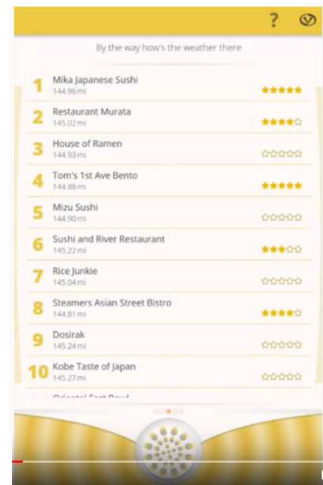 ?
By the way how's the weather there
1 Mika Japanese Sushi
144.96 mi
2 Restaurant Murata
145.02 mi
3 House of Ramen
144.93 mi
4 Tom's 1st Ave Bento
144.88 mi
5 Mizu Sushi
144.90 mi
6 Sushi and River Restaurant
145.22 mi
7 Rice Junkie
145.04 mi
8 Steamers Asian Street Bistro
144.81 mi
9 Dosirak
145.24 mi
10 Kobe Taste of Japan
145.27 mi